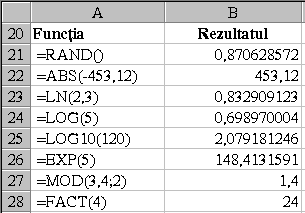 A B
20 Funcția Rezultatul
21 =RAND() 0,870628572
22 =ABS(-453,12) 453,12
23 =LN(2,3) 0,832909123
24 =LOG(5) 0,698970004
25 =LOG10(120) 2,079181246
26 =EXP(5) 148,4131591
27 =MOD(3,4;2) 1,4
28 =FACT(4) 24